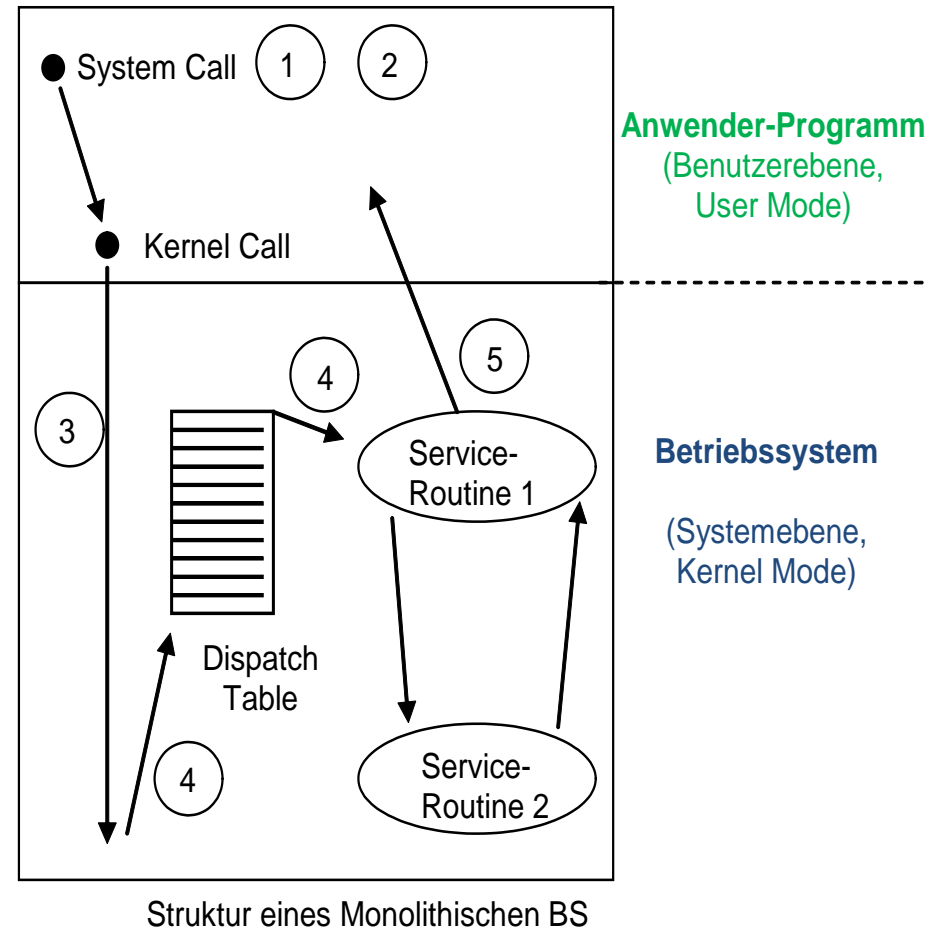 System Call
1
2
Anwender-Programm
(Benutzerebene,
User Mode)
Kernel Call
3
4
5
Service-
Routine 1
Betriebssystem
(Systemebene,
Kernel Mode)
Dispatch
Table
4
Service-
Routine 2
Struktur eines Monolithischen BS